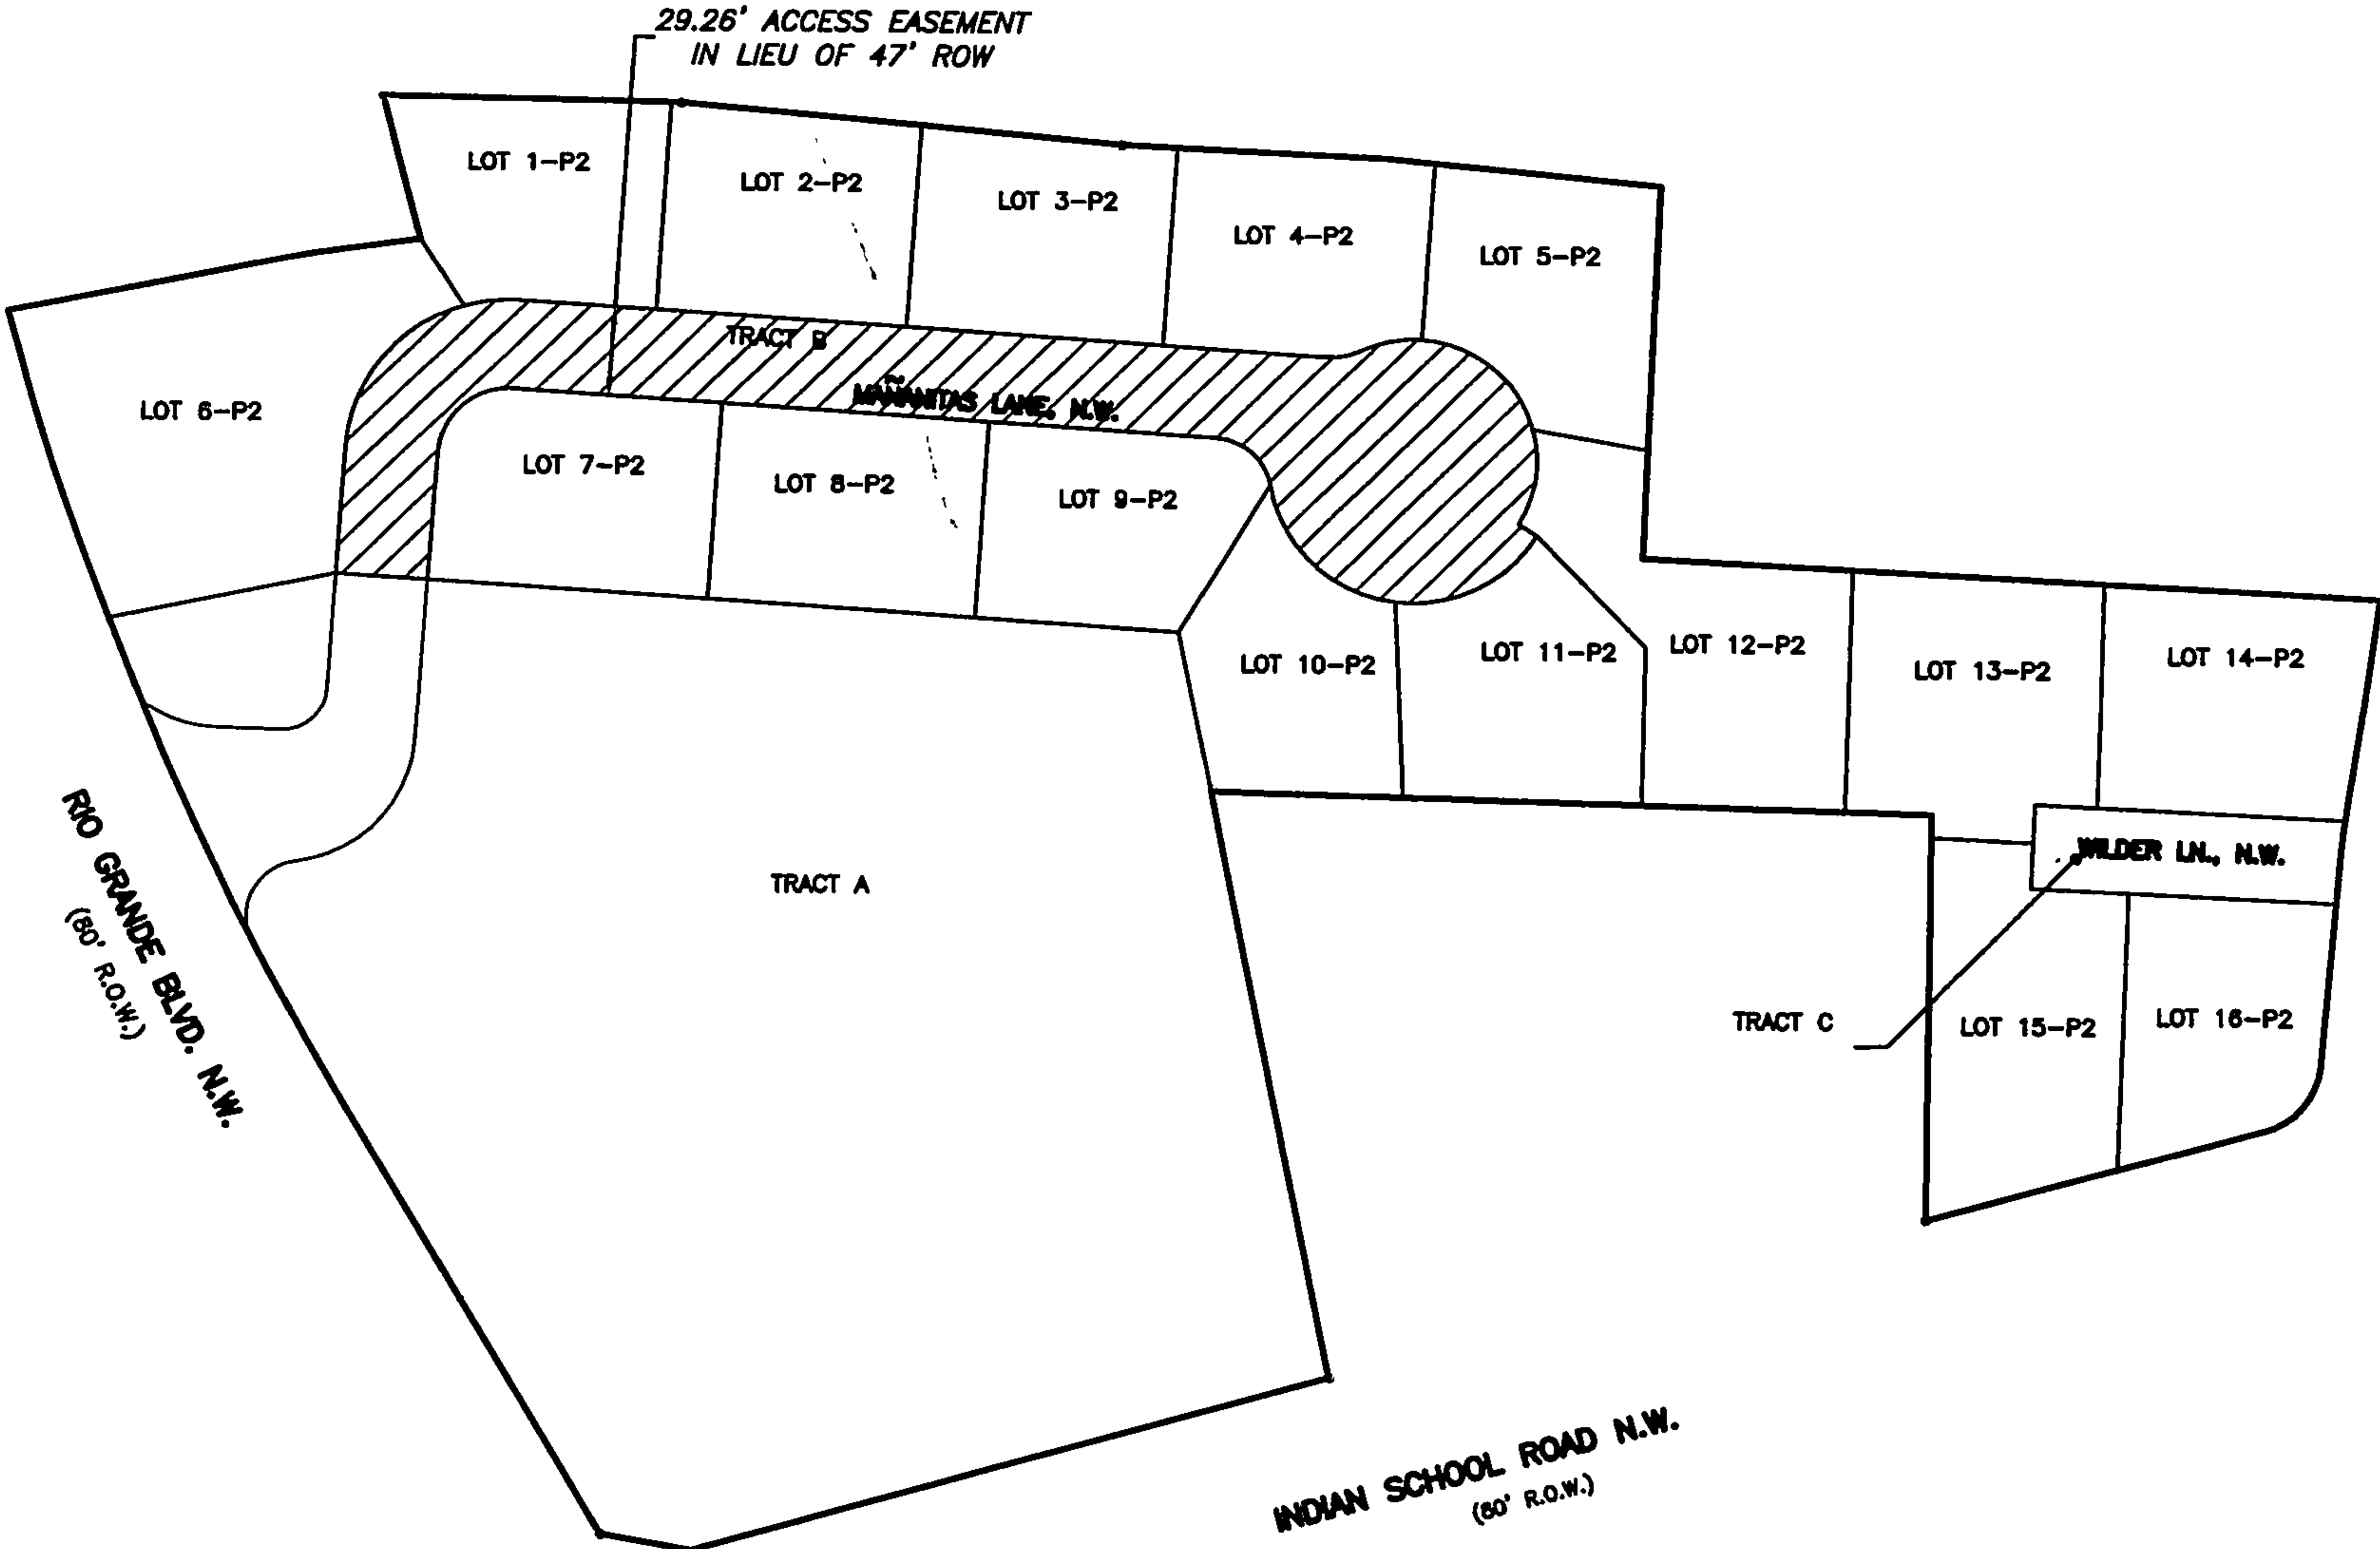 29.26' ACCESS EASEMENT
IN LIEU OF 47' ROW
LOT 1-P2
LOT 2-P2
LOT 3-P2
LOT 4-P2
LOT 5-P2
TRACT B
MAÑANITAS LANE, N.W.
LOT 6-P2
LOT 7-P2
LOT 8-P2
LOT 9-P2
LOT 10-P2
LOT 11-P2
LOT 12-P2
LOT 13-P2
LOT 14-P2
WILDER LN., N.W.
TRACT A
TRACT C
LOT 15-P2
LOT 16-P2
RIO GRANDE BLVD. N.W.
(80' R.O.W.)
INDIAN SCHOOL ROAD N.W.
(60' R.O.W.)